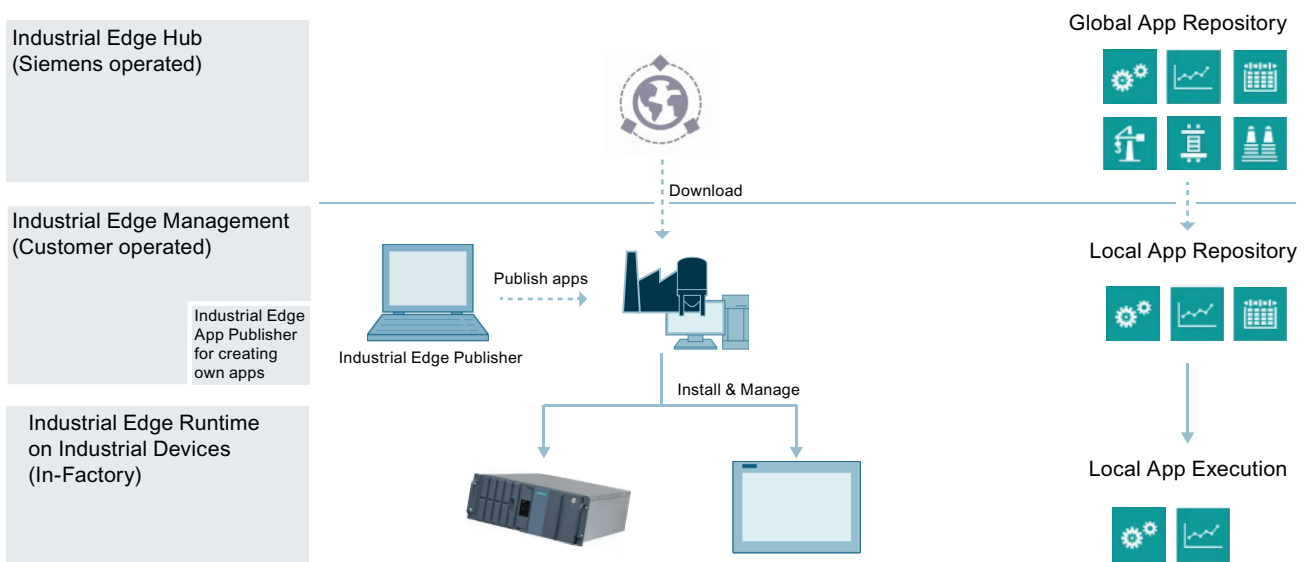 Industrial Edge Hub
(Siemens operated)
Global App Repository
Download
Industrial Edge Management
(Customer operated)
Industrial Edge
App Publisher
for creating
own apps
Publish apps
Industrial Edge Publisher
Local App Repository
Install & Manage
Industrial Edge Runtime
on Industrial Devices
(In-Factory)
Local App Execution